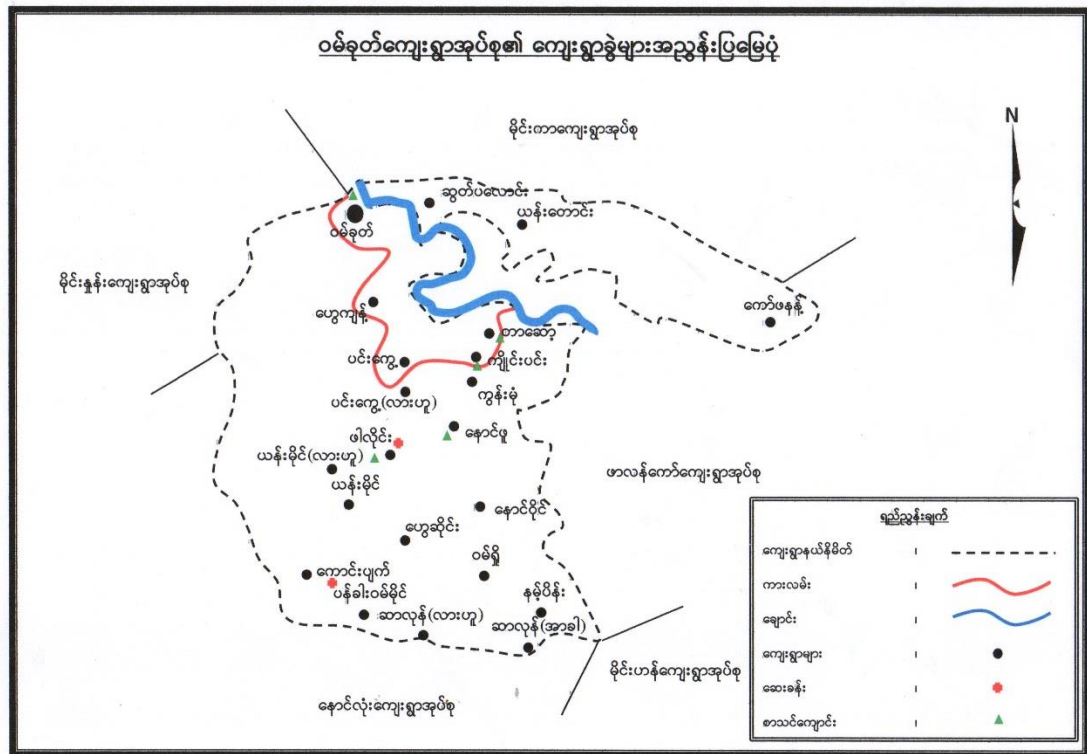 ဝမ်ခုတ်ကျေးရွာအုပ်စု၏ ကျေးရွာခွဲများအညွှန်းပြမြေပုံ
မိုင်းကာကျေးရွာအုပ်စု
N
ဆွတ်ပလောင်း
ယန်းတောင်း
ဝမ်ခုတ်
မိုင်းနှုန်းကျေးရွာအုပ်စု
ဟွေကျန့်
ကော်ဖနန့်
တာဆော့
ပင်းကွေ့
ကျိုင်းပင်း
ပင်းကွေ့(လားဟူ)
ကွန်းမုံ
ဖါလိုင်း
နောင်ဖူ
ယန်းမိုင်(လားဟူ)
ဖာလန်ကော်ကျေးရွာအုပ်စု
ယန်းမိုင်
နောင်ဝိုင်
ဟွေဆိုင်း
ဝမ်ရှို
ကောင်းပျက်
ပန်ခါးဝမ်မိုင်
နမ့်ပိန်း
ဆာလုန်(လားဟူ)
ဆာလုန်(အာခါ)
မိုင်းဟန်ကျေးရွာအုပ်စု
နောင်လုံးကျေးရွာအုပ်စု
ရည်ညွှန်းချက်
ကျေးရွာနယ်နိမိတ်
ကားလမ်း
ချောင်း
ကျေးရွာများ
ဆေးခန်း
စာသင်ကျောင်း